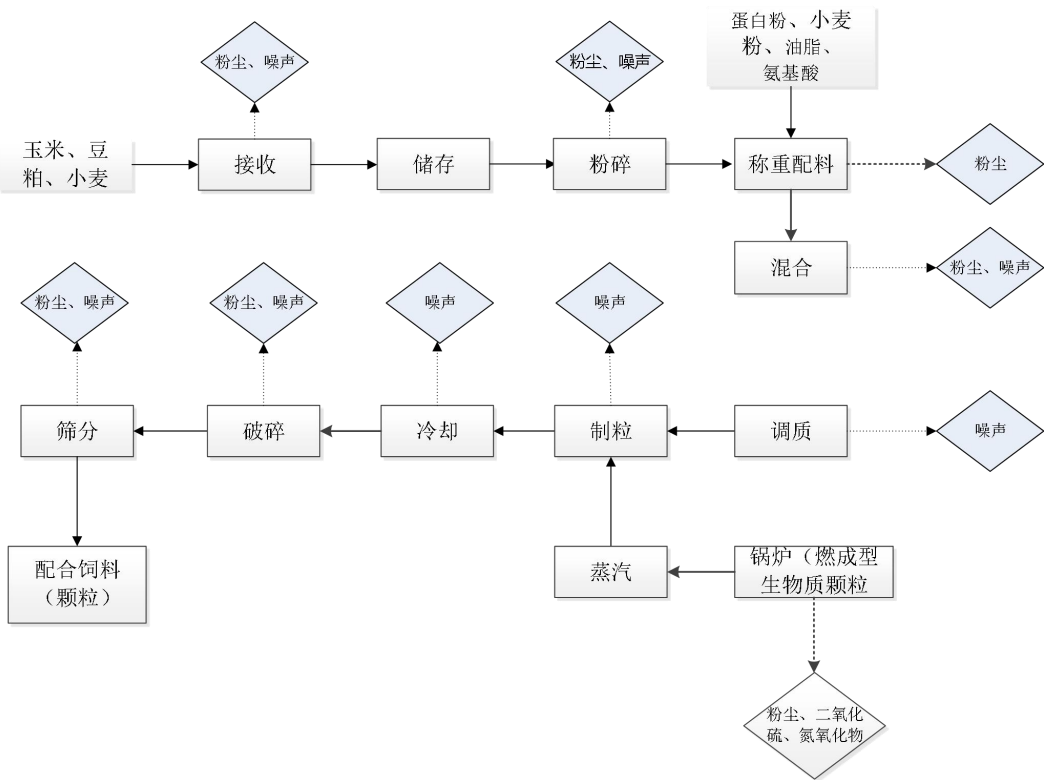 蛋白粉、小麦
粉、油脂、
氨基酸
粉尘、噪声
粉尘、噪声
玉米、豆
粕、小麦
接收
储存
粉碎
称重配料
粉尘
混合
粉尘、噪声
粉尘、噪声
粉尘、噪声
噪声
噪声
筛分
破碎
冷却
制粒
调质
噪声
配合饲料
（颗粒）
蒸汽
锅炉（燃成型
生物质颗粒
粉尘、二氧化
硫、氮氧化物